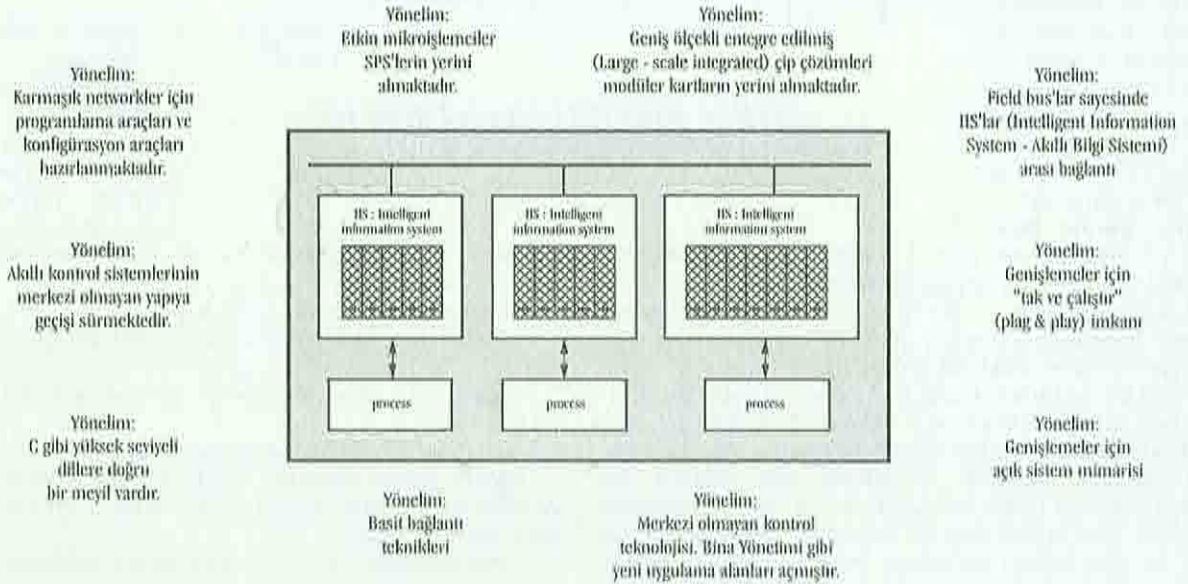 Yönelim:
Etkin mikroişlemciler
SPS'lerin yerini
almaktadır.
Yönelim:
Geniş ölçekli entegre edilmiş
(Large - scale integrated) çip çözümleri
modüler kartların yerini almaktadır.
Yönelim:
Karmaşık networkler için
programlama araçları ve
konfigürasyon araçları
hazırlanmaktadır.
Yönelim:
Akıllı kontrol sistemlerinin
merkezi olmayan yapıya
geçişi sürmektedir.
Yönelim:
C gibi yüksek seviyeli
dillere doğru
bir meyil vardır.
IIS : Intelligent
information system
IIS : Intelligent
information system
IIS : Intelligent
information system
process
process
process
Yönelim:
Field bus'lar sayesinde
IIS'lar (Intelligent Information
System - Akıllı Bilgi Sistemi)
arası bağlantı
Yönelim:
Genişlemeler için
"tak ve çalıştır"
(plag & play) imkanı
Yönelim:
Genişlemeler için
açık sistem mimarisi
Yönelim:
Basit bağlantı
teknikleri
Yönelim:
Merkezi olmayan kontrol
teknolojisi. Bina Yönetimi gibi
yeni uygulama alanları açmıştır.